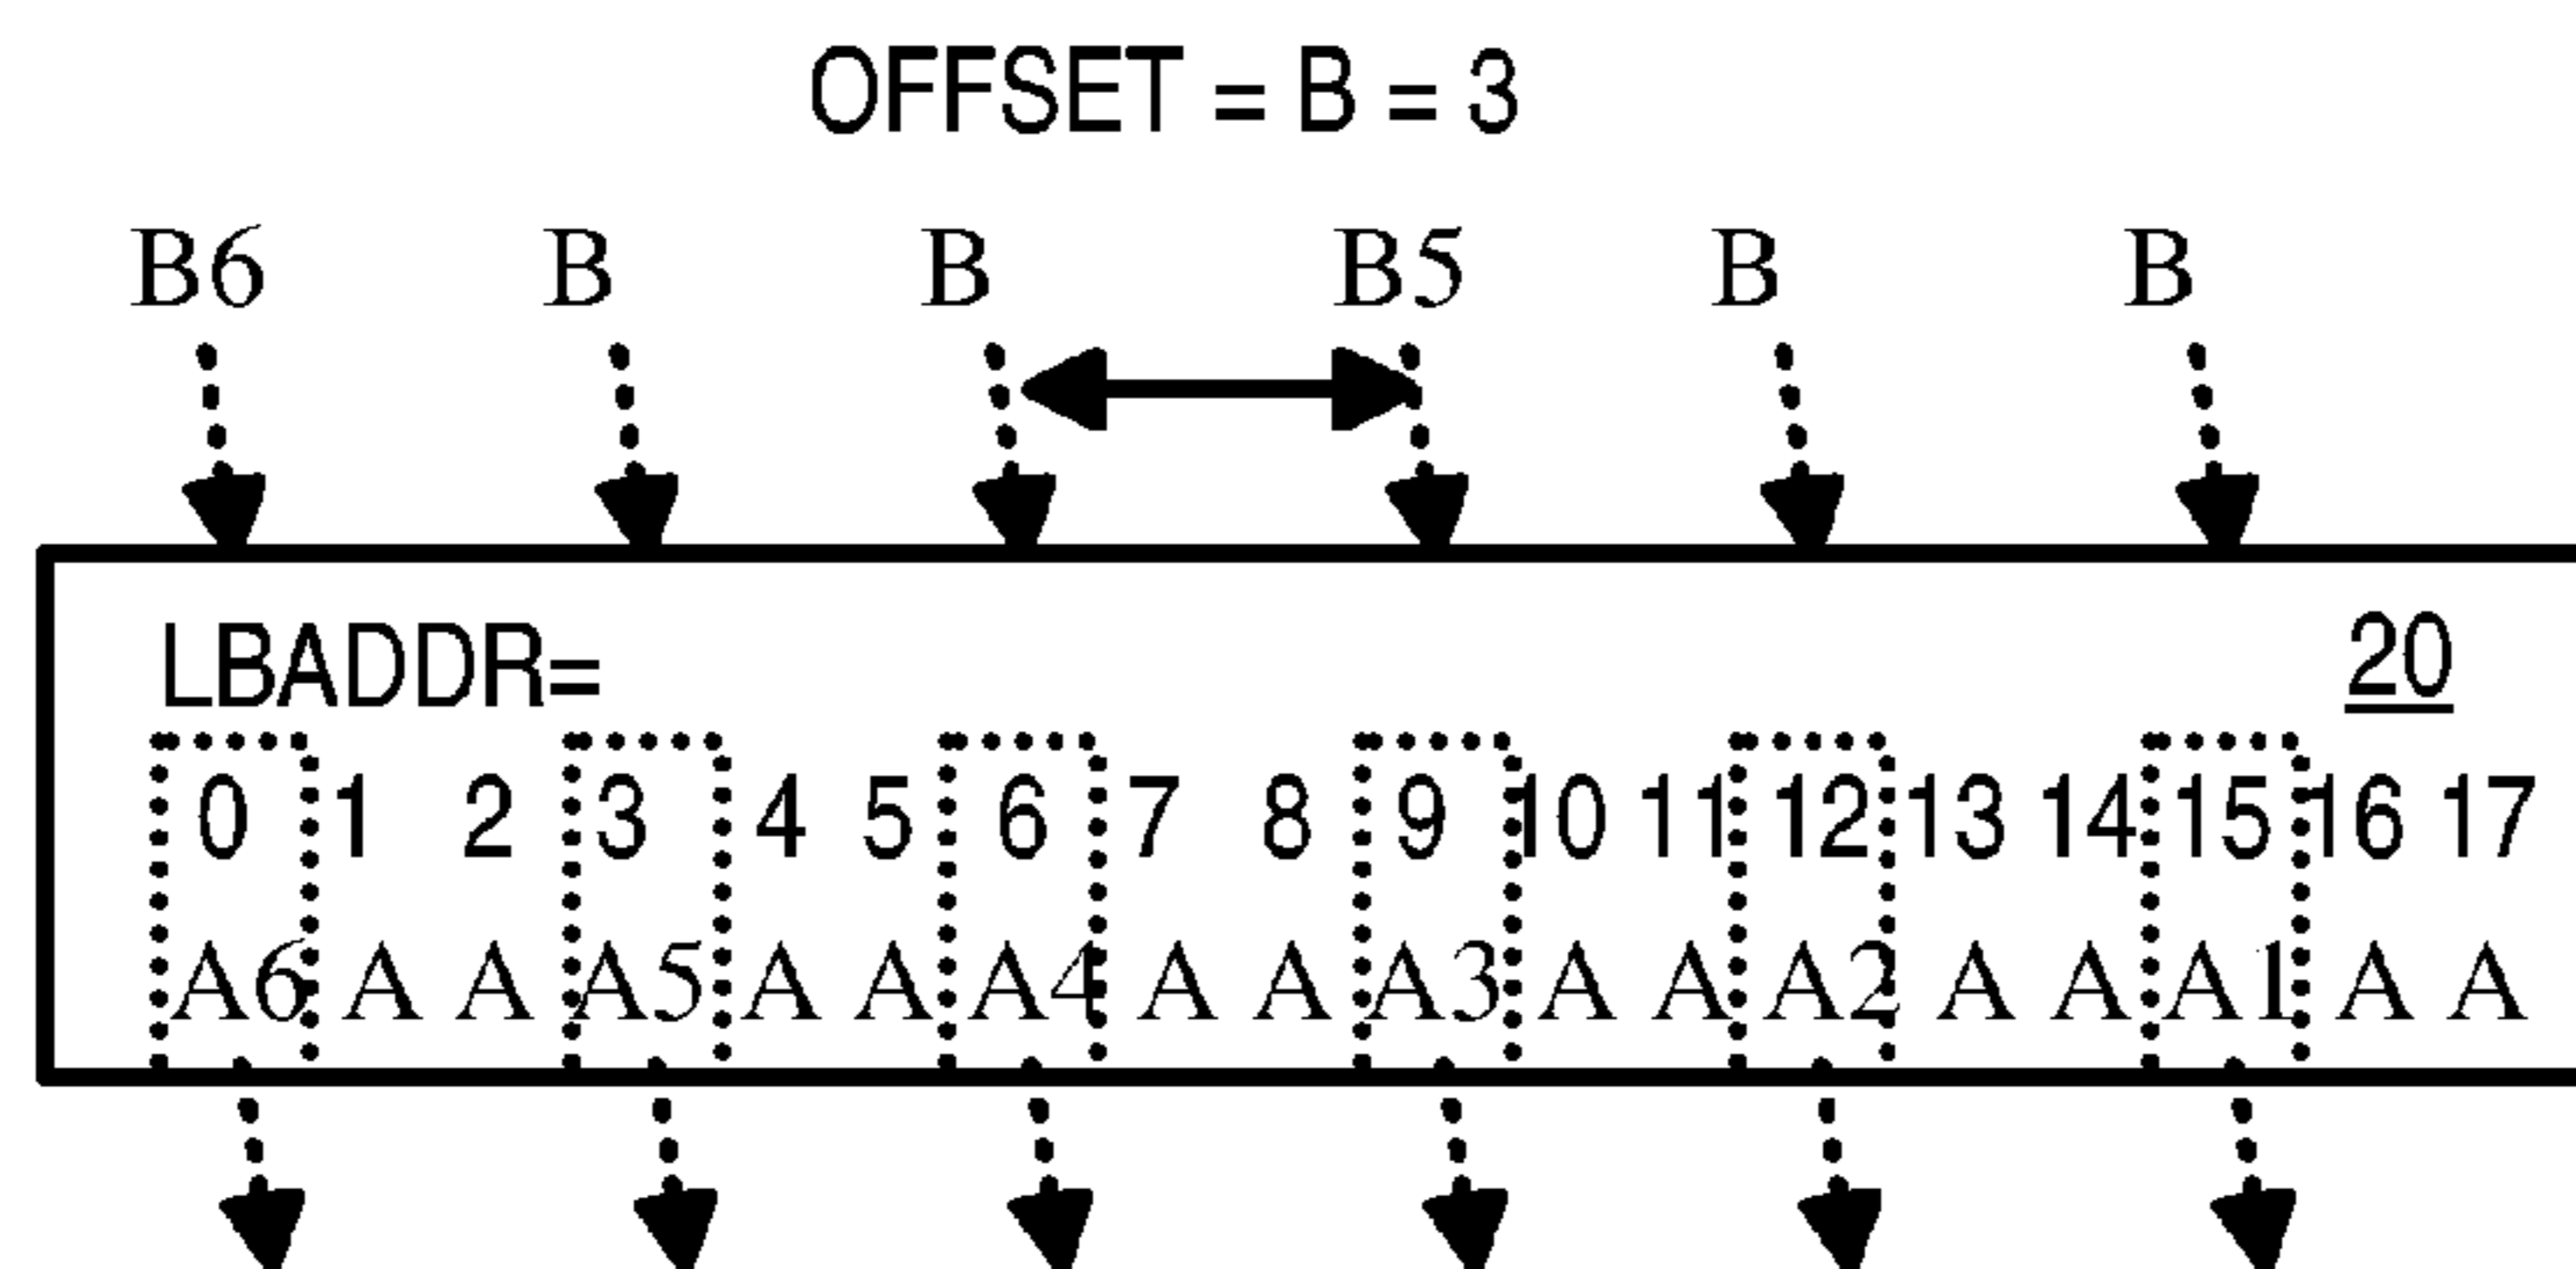 OFFSET = B = 3
B6 B B B5 B B
LBADDR= 20
0 1 2 3 4 5 6 7 8 9 10 11 12 13 14 15 16 17
A6 A A A5 A A A4 A A A3 A A A2 A A A1 A A